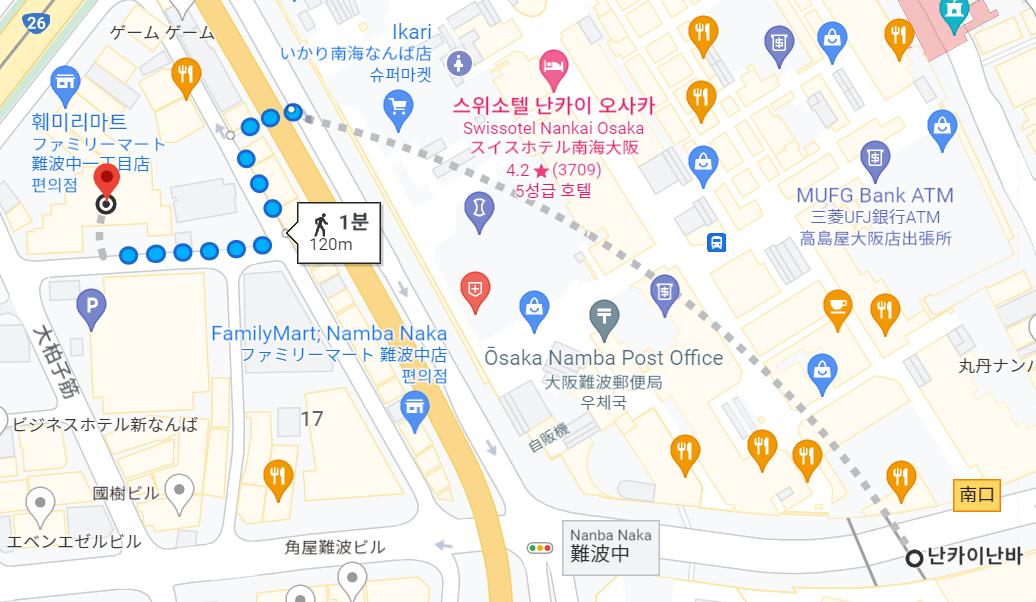 26
ゲーム ゲーム
Ikari
いかり南海なんば店
슈퍼마켓
스위소텔 난카이 오사카
Swissotel Nankai Osaka
スイスホテル南海大阪
4.2 ★ (3709)
5성급 호텔
훼미리마트
ファミリーマート
難波中一丁目店
편의점
MUFG Bank ATM
三菱UFJ銀行ATM
高島屋大阪店出張所
1분
120m
P
大柏子筋
FamilyMart; Namba Naka
ファミリーマート 難波中店
편의점
Ōsaka Namba Post Office
大阪難波郵便局
우체국
丸丹ナンバ
ビジネスホテル新なんば
17
自販機
國樹ビル
南口
エベンエゼルビル
角屋難波ビル
Nanba Naka
難波中
난카이난바